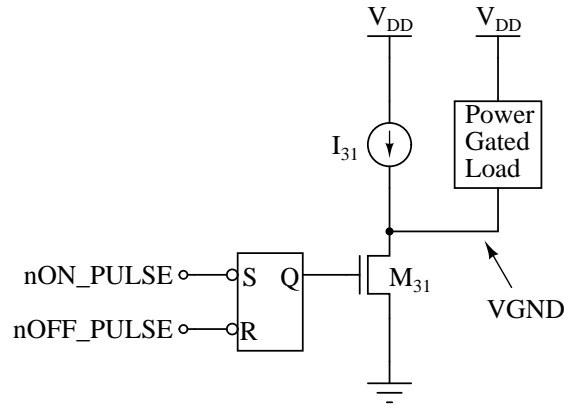 V_DD
V_DD
Power
Gated
Load
I_31
nON_PULSE
S
Q
M_31
nOFF_PULSE
R
VGND